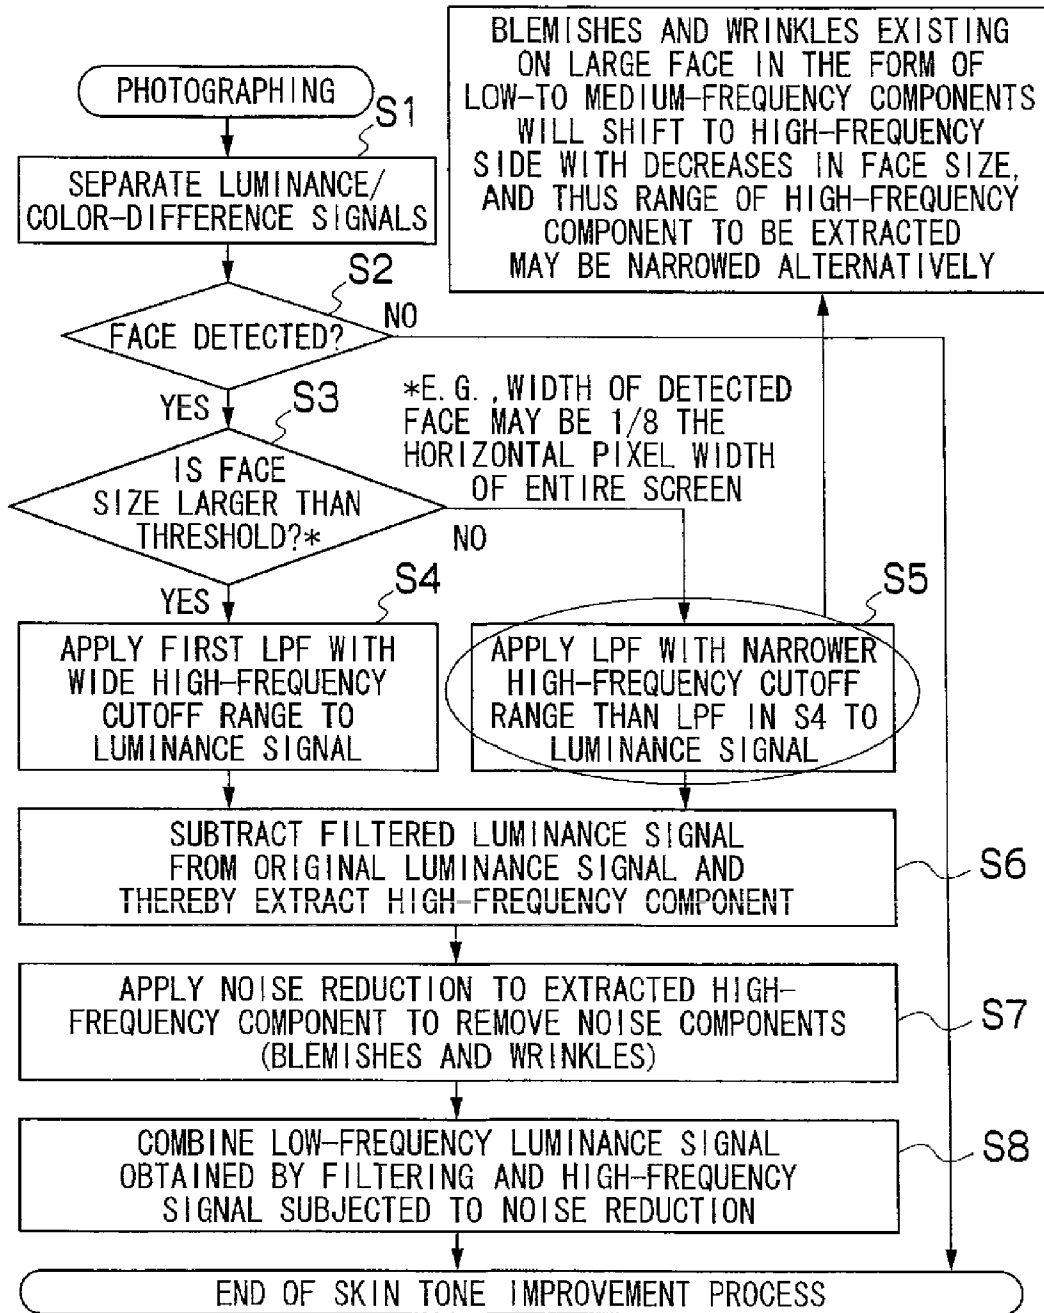 BLEMISHES AND WRINKLES EXISTING
ON LARGE FACE IN THE FORM OF
LOW-TO MEDIUM-FREQUENCY COMPONENTS
WILL SHIFT TO HIGH-FREQUENCY
SIDE WITH DECREASES IN FACE SIZE,
AND THUS RANGE OF HIGH-FREQUENCY
COMPONENT TO BE EXTRACTED
MAY BE NARROWED ALTERNATIVELY
PHOTOGRAPHING
S1
SEPARATE LUMINANCE/
COLOR-DIFFERENCE SIGNALS
S2
FACE DETECTED?
NO
YES
S3
*E.G.,WIDTH OF DETECTED
FACE MAY BE 1/8 THE
HORIZONTAL PIXEL WIDTH
OF ENTIRE SCREEN
IS FACE
SIZE LARGER THAN
THRESHOLD?*
NO
YES
S4
APPLY FIRST LPF WITH
WIDE HIGH-FREQUENCY
CUTOFF RANGE TO
LUMINANCE SIGNAL
S5
APPLY LPF WITH NARROWER
HIGH-FREQUENCY CUTOFF
RANGE THAN LPF IN S4 TO
LUMINANCE SIGNAL
SUBTRACT FILTERED LUMINANCE SIGNAL
FROM ORIGINAL LUMINANCE SIGNAL AND
THEREBY EXTRACT HIGH-FREQUENCY COMPONENT
S6
APPLY NOISE REDUCTION TO EXTRACTED HIGH-
FREQUENCY COMPONENT TO REMOVE NOISE COMPONENTS
(BLEMISHES AND WRINKLES)
S7
COMBINE LOW-FREQUENCY LUMINANCE SIGNAL
OBTAINED BY FILTERING AND HIGH-FREQUENCY
SIGNAL SUBJECTED TO NOISE REDUCTION
S8
END OF SKIN TONE IMPROVEMENT PROCESS